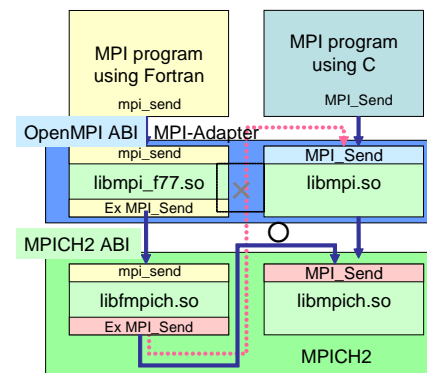 MPI program
using Fortran
mpi_send
MPI program
using C
MPI_Send
OpenMPI ABI
MPI-Adapter
mpi_send
libmpi_f77.so
Ex MPI_Send
MPI_Send
libmpi.so
MPICH2 ABI
mpi_send
libfmpich.so
Ex MPI_Send
MPI_Send
libmpich.so
MPICH2